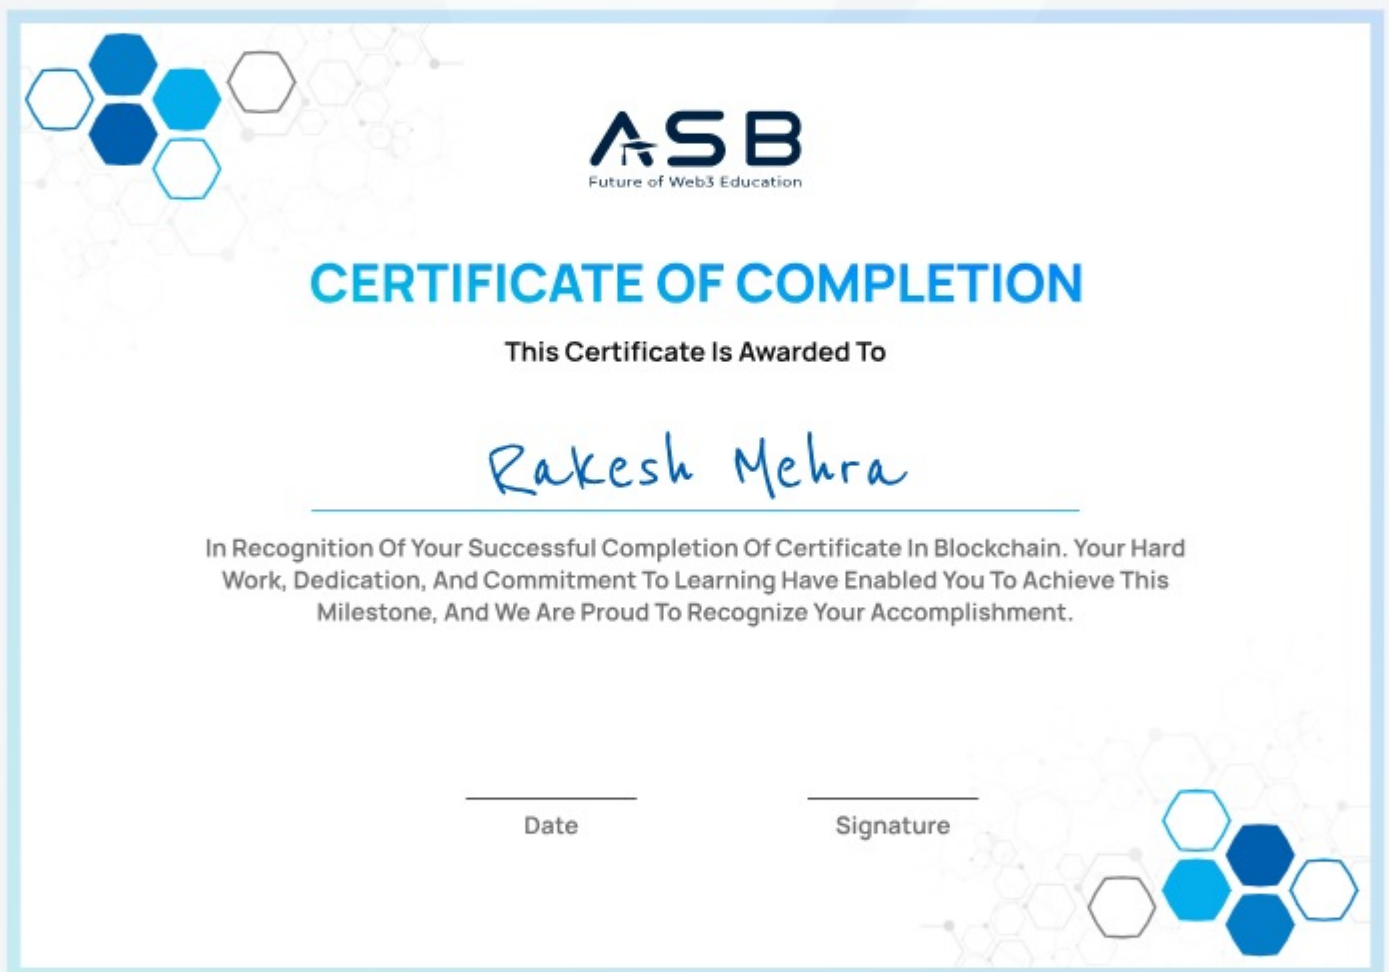 ASB
Future of Web3 Education
CERTIFICATE OF COMPLETION
This Certificate Is Awarded To
Rakesh Mehra
In Recognition Of Your Successful Completion Of Certificate In Blockchain. Your Hard
Work, Dedication, And Commitment To Learning Have Enabled You To Achieve This
Milestone, And We Are Proud To Recognize Your Accomplishment.
Date
Signature